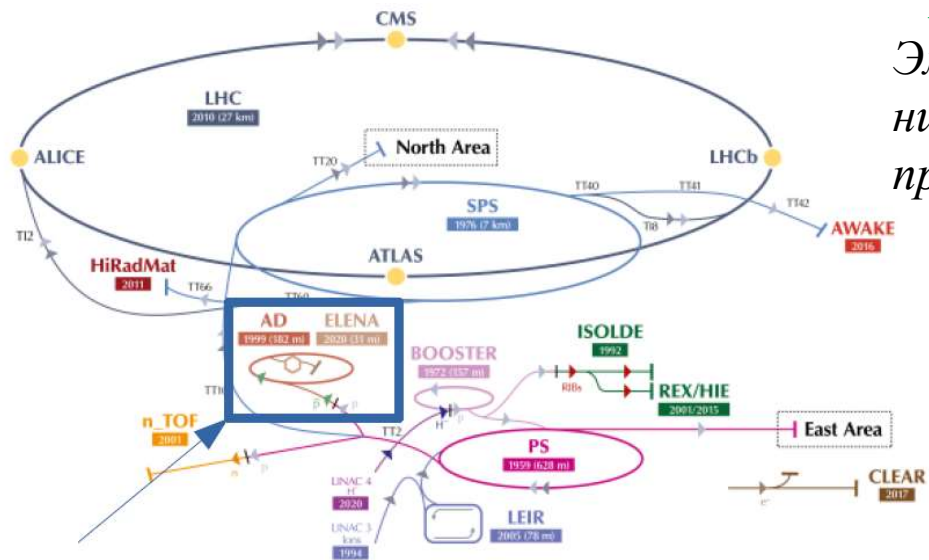 CMS
LHC
2010 (27 km)
ALICE
TT20
North Area
LHCb
TT40
TT41
TT42
SPS
1976 (7 km)
TI8
TI2
AWAKE
2016
ATLAS
HiRadMat
2011
TT66
TT60
AD
1999 (182 m)
ELENA
2020 (31 m)
ISOLDE
1992
BOOSTER
1972 (157 m)
RIBs
REX/HIE
2001/2015
p
p
H-
p
n_TOF
2001
TT2
East Area
PS
1959 (628 m)
n
p
LINAC 4
H-
2020
CLEAR
2017
e-
LINAC 3
Ions
1994
LEIR
2005 (78 m)